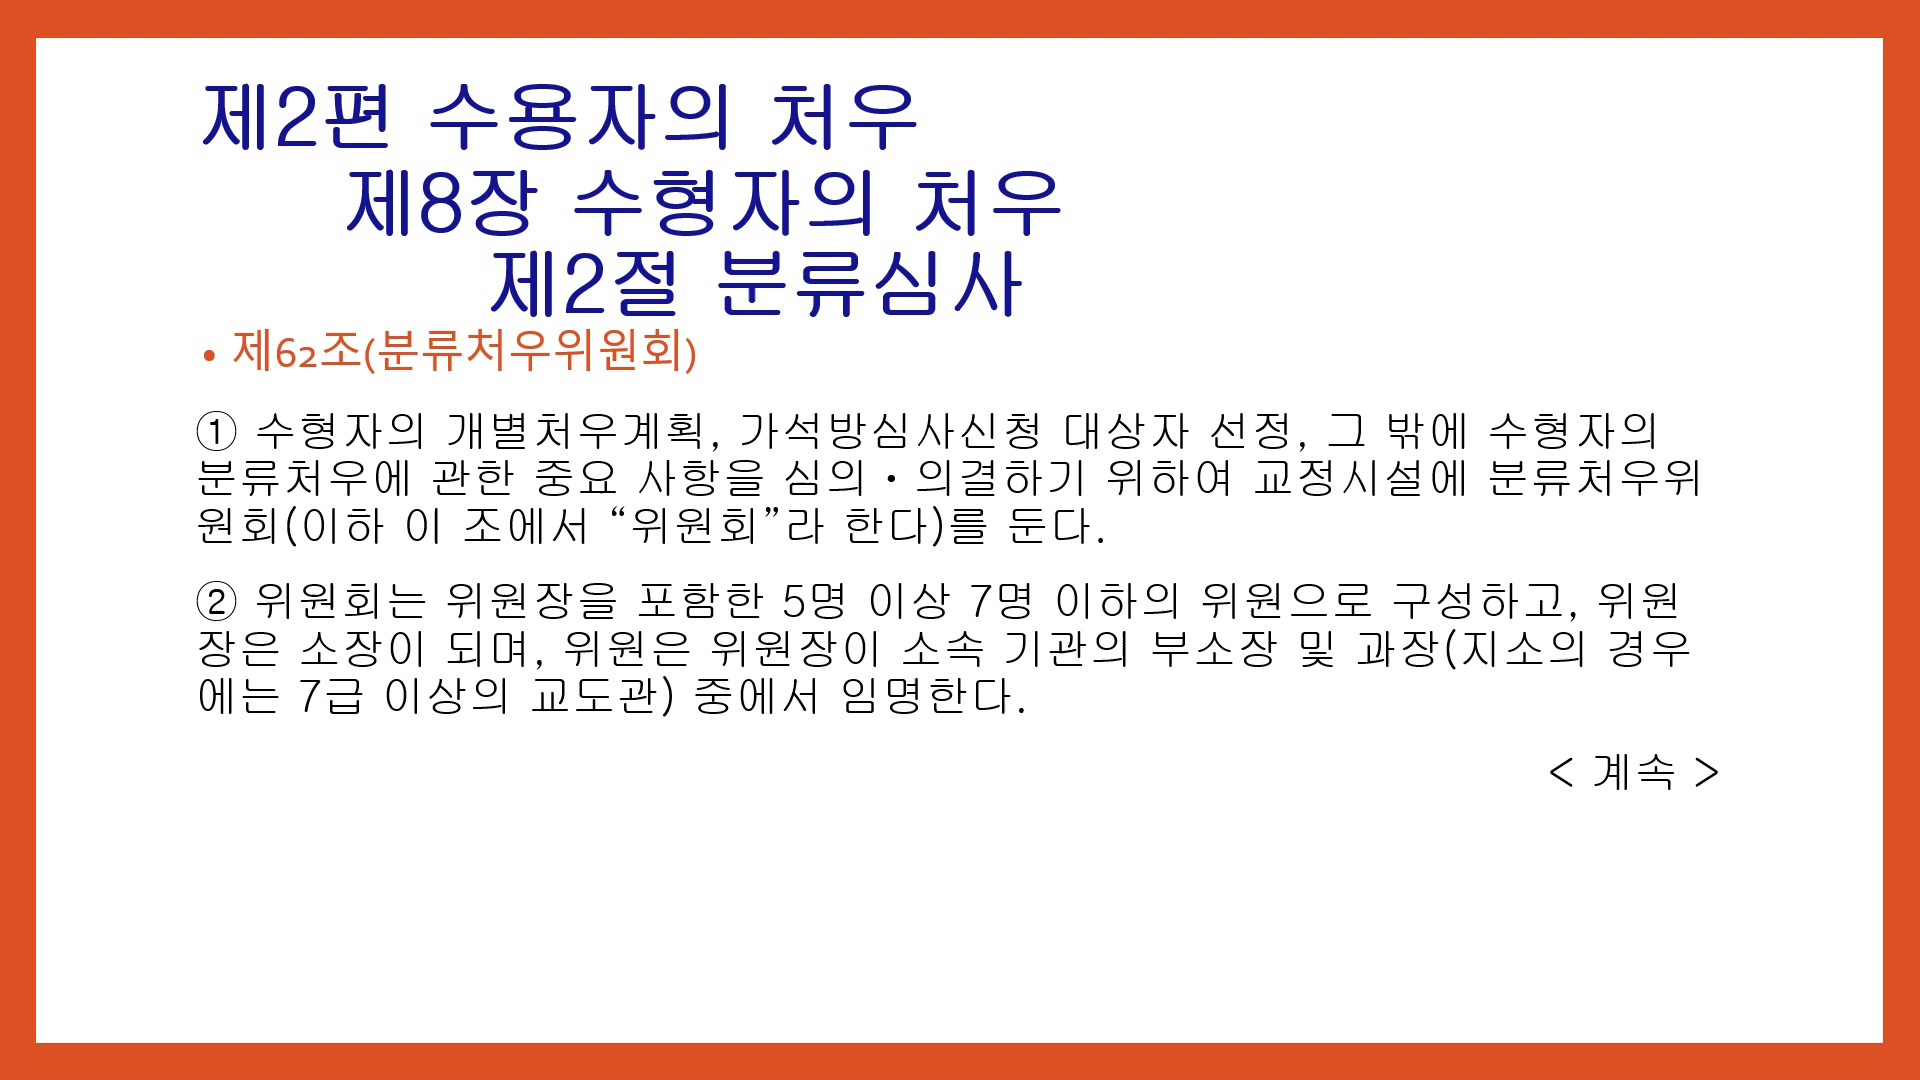 제2편 수용자의 처우
제8장 수형자의 처우
제2절 분류심사
• 제62조(분류처우위원회)
① 수형자의 개별처우계획, 가석방심사신청 대상자 선정, 그 밖에 수형자의
분류처우에 관한 중요 사항을 심의・의결하기 위하여 교정시설에 분류처우위
원회(이하 이 조에서 “위원회”라 한다)를 둔다.
② 위원회는 위원장을 포함한 5명 이상 7명 이하의 위원으로 구성하고, 위원
장은 소장이 되며, 위원은 위원장이 소속 기관의 부소장 및 과장(지소의 경우
에는 7급 이상의 교도관) 중에서 임명한다.
< 계속 >